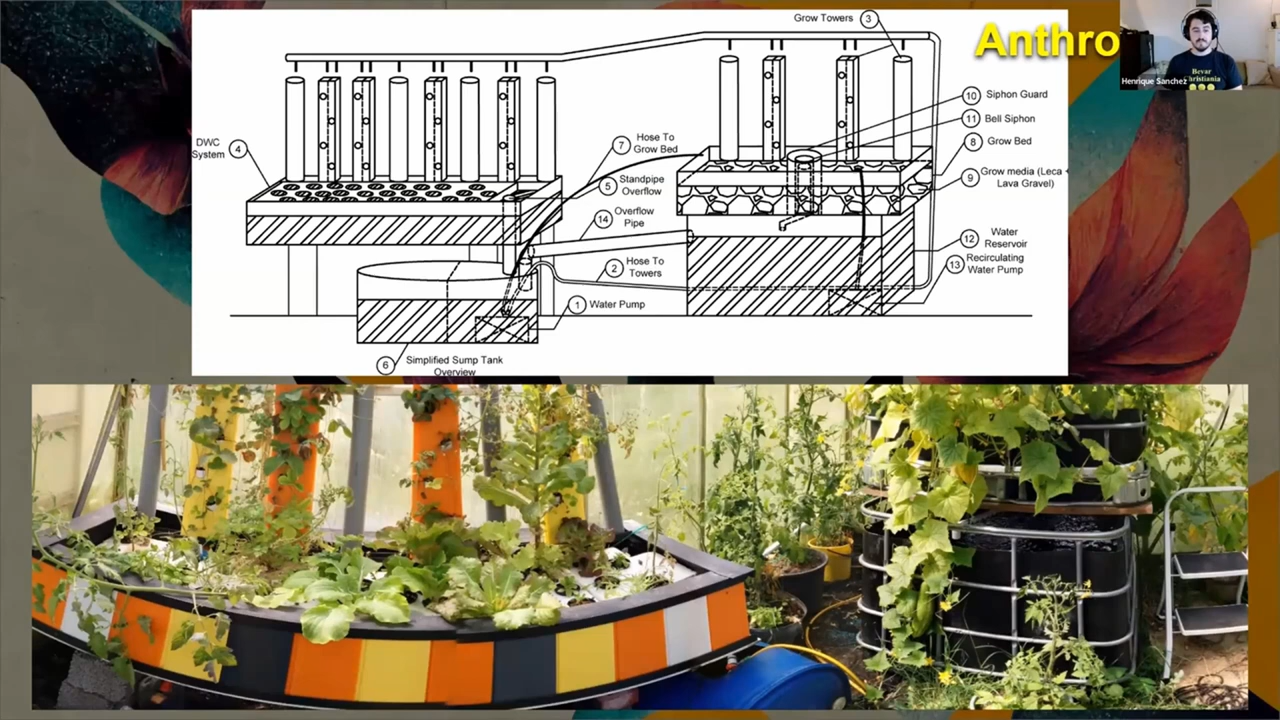 Grow Towers 3
Anthro
Bevar
Christiania
Henrique Sanchez
10 Siphon Guard
11 Bell Siphon
8 Grow Bed
9 Grow media (Leca +
Lava Gravel)
DWC
System 4
7 Hose To
Grow Bed
5 Standpipe
Overflow
14 Overflow
Pipe
2 Hose To
Towers
1 Water Pump
12 Water
Reservoir
13 Recirculating
Water Pump
6 Simplified Sump Tank
Overview